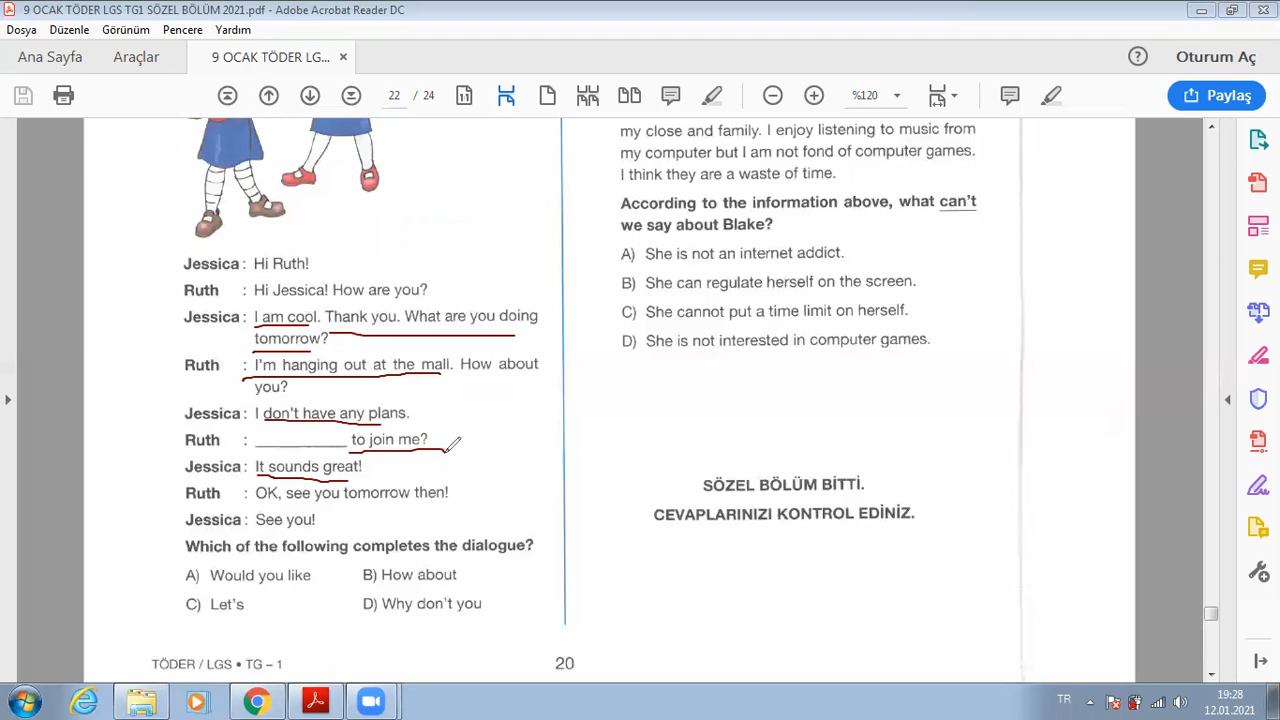 9 OCAK TÖDER LGS TG1 SÖZEL BÖLÜM 2021.pdf - Adobe Acrobat Reader DC
Dosya Düzenle Görünüm Pencere Yardım
Ana Sayfa Araçlar 9 OCAK TÖDER LG... × Oturum Aç
22 / 24 %120 Paylaş
Jessica : Hi Ruth!
Ruth : Hi Jessica! How are you?
Jessica : I am cool. Thank you. What are you doing
tomorrow?
Ruth : I'm hanging out at the mall. How about
you?
Jessica : I don't have any plans.
Ruth : __________ to join me?
Jessica : It sounds great!
Ruth : OK, see you tomorrow then!
Jessica : See you!
Which of the following completes the dialogue?
A) Would you like B) How about
C) Let's D) Why don't you
my close and family. I enjoy listening to music from
my computer but I am not fond of computer games.
I think they are a waste of time.
According to the information above, what can't
we say about Blake?
A) She is not an internet addict.
B) She can regulate herself on the screen.
C) She cannot put a time limit on herself.
D) She is not interested in computer games.
SÖZEL BÖLÜM BİTTİ.
CEVAPLARINIZI KONTROL EDİNİZ.
TÖDER / LGS • TG – 1 20
TR 19:28
12.01.2021